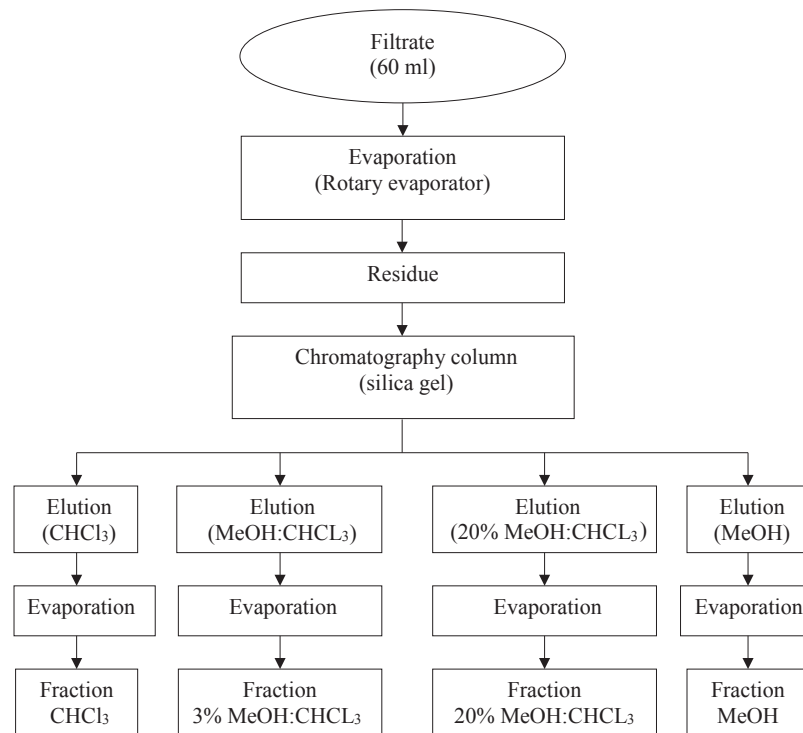 Filtrate
(60 ml)
Evaporation
(Rotary evaporator)
Residue
Chromatography column
(silica gel)
Elution
(CHCl₃)
Elution
(MeOH:CHCL₃)
Elution
(20% MeOH:CHCL₃)
Elution
(MeOH)
Evaporation
Evaporation
Evaporation
Evaporation
Fraction
CHCl₃
Fraction
3% MeOH:CHCL₃
Fraction
20% MeOH:CHCL₃
Fraction
MeOH